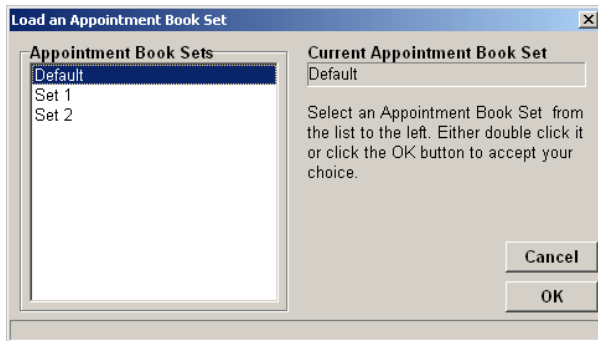 Load an Appointment Book Set
Appointment Book Sets
Default
Set 1
Set 2
Current Appointment Book Set
Default
Select an Appointment Book Set from
the list to the left. Either double click it
or click the OK button to accept your
choice.
Cancel
OK